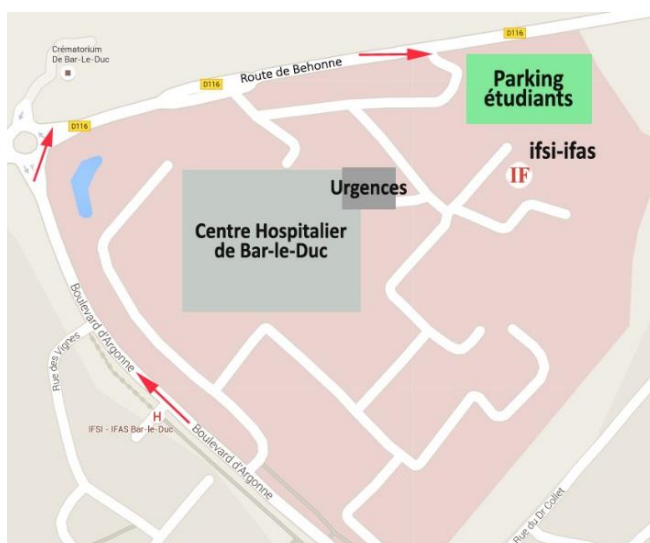 Crématorium
De Bar-Le-Duc
D116
D116
D116
Route de Behonne
Parking
étudiants
ifsi-ifas
IF
Urgences
Centre Hospitalier
de Bar-le-Duc
Boulevard d'Argonne
Rue des Vignes
H
IFSI - IFAS Bar-le-Duc
Boulevard d'Argonne
Rue du Dr Collet